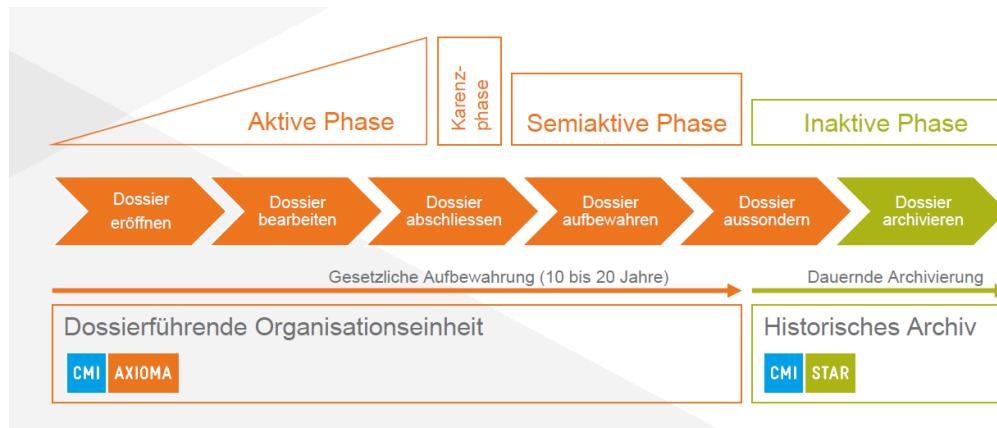 Aktive Phase
Karenz-
phase
Semiaktive Phase
Inaktive Phase
Dossier
eröffnen
Dossier
bearbeiten
Dossier
abschliessen
Dossier
aufbewahren
Dossier
aussondern
Dossier
archivieren
Gesetzliche Aufbewahrung (10 bis 20 Jahre)
Dauernde Archivierung
Dossierführende Organisationseinheit
CMI AXIOMA
Historisches Archiv
CMI STAR